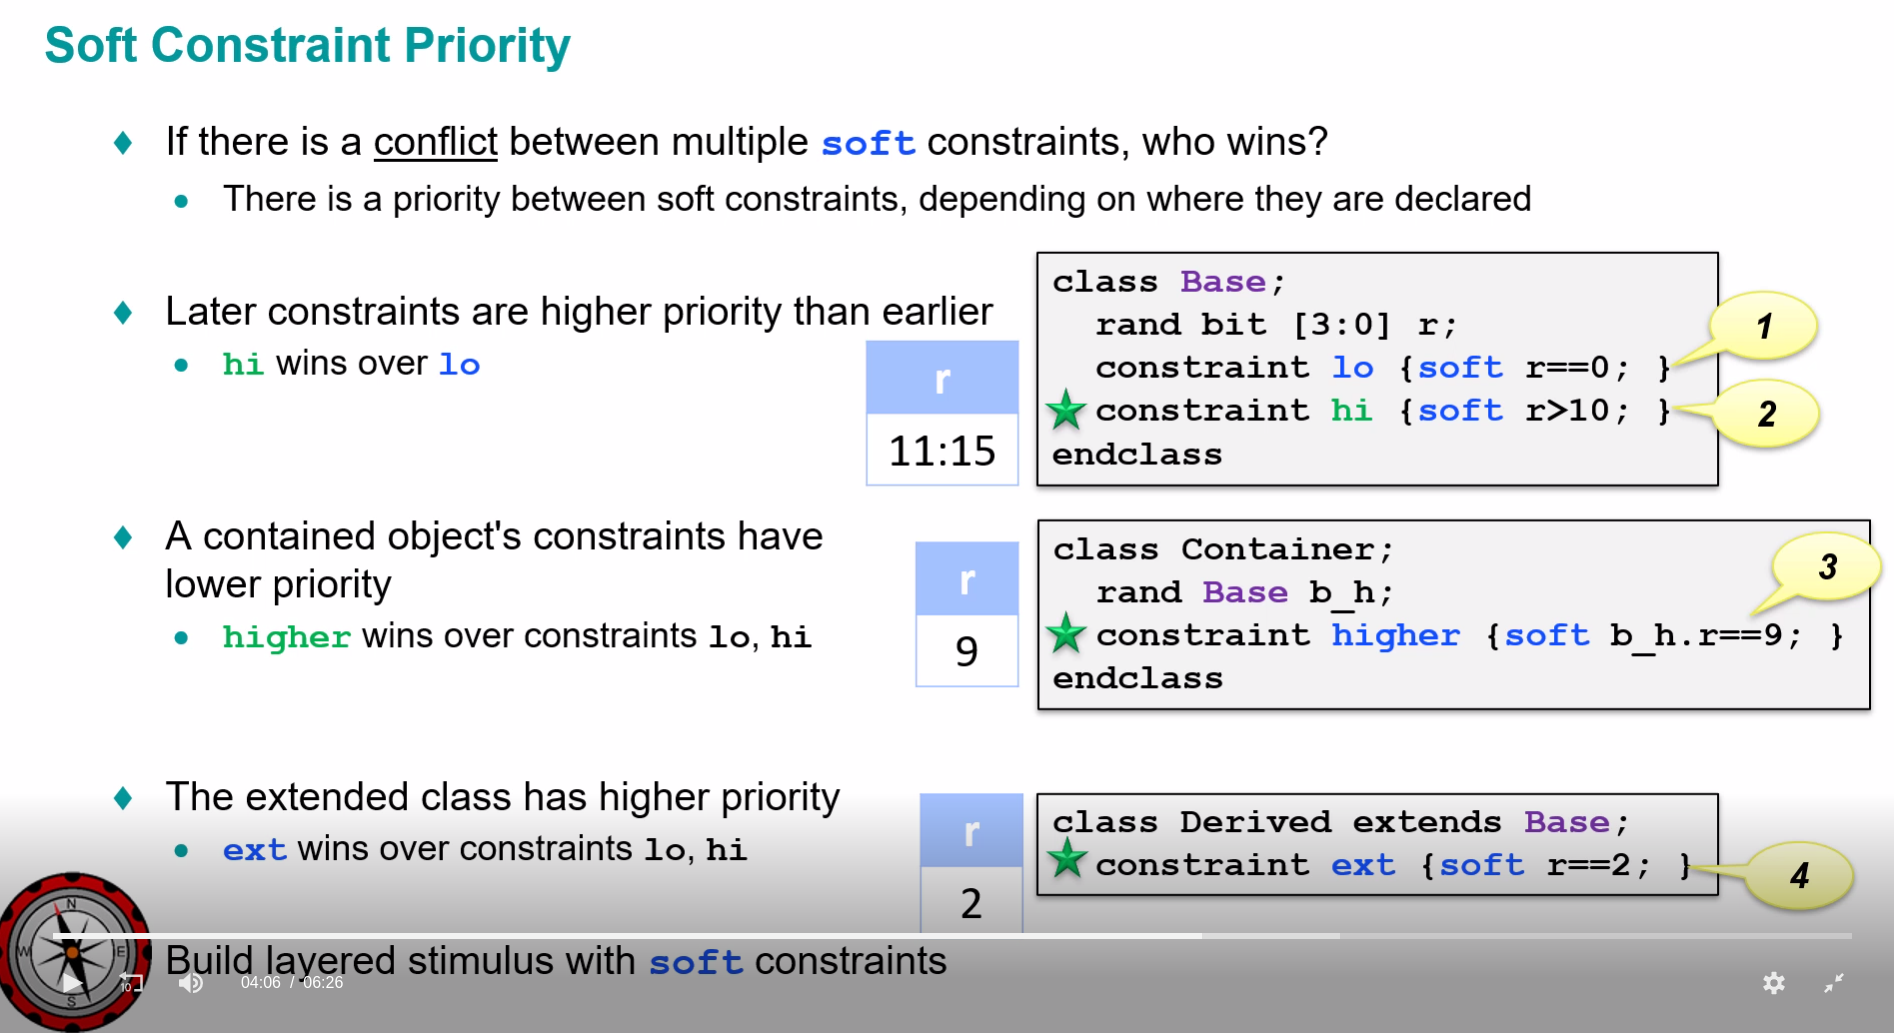 Soft Constraint Priority
If there is a conflict between multiple soft constraints, who wins?
There is a priority between soft constraints, depending on where they are declared
Later constraints are higher priority than earlier
hi wins over lo
r
11:15
class Base;
rand bit [3:0] r;
constraint lo {soft r==0; }
constraint hi {soft r>10; }
endclass
1
2
A contained object's constraints have
lower priority
higher wins over constraints lo, hi
r
9
class Container;
rand Base b_h;
constraint higher {soft b_h.r==9; }
endclass
3
The extended class has higher priority
ext wins over constraints lo, hi
r
2
class Derived extends Base;
constraint ext {soft r==2; }
4
N
W
E
S
Build layered stimulus with soft constraints
10
04:06 / 06:26